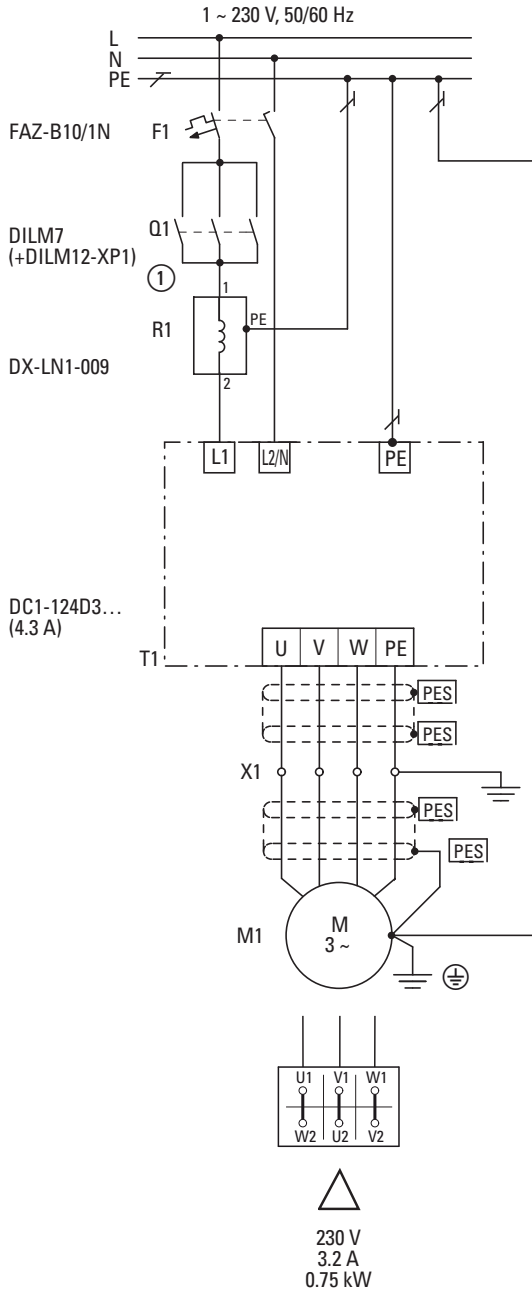 1 ~ 230 V, 50/60 Hz
L
N
PE
FAZ-B10/1N
F1
DILM7
(+DILM12-XP1)
Q1
1
1
R1
PE
DX-LN1-009
2
L1
L2/N
PE
DC1-124D3…
(4.3 A)
T1
U
V
W
PE
PES
PES
X1
PES
PES
M1
M
3 ~
U1
V1
W1
W2
U2
V2
230 V
3.2 A
0.75 kW